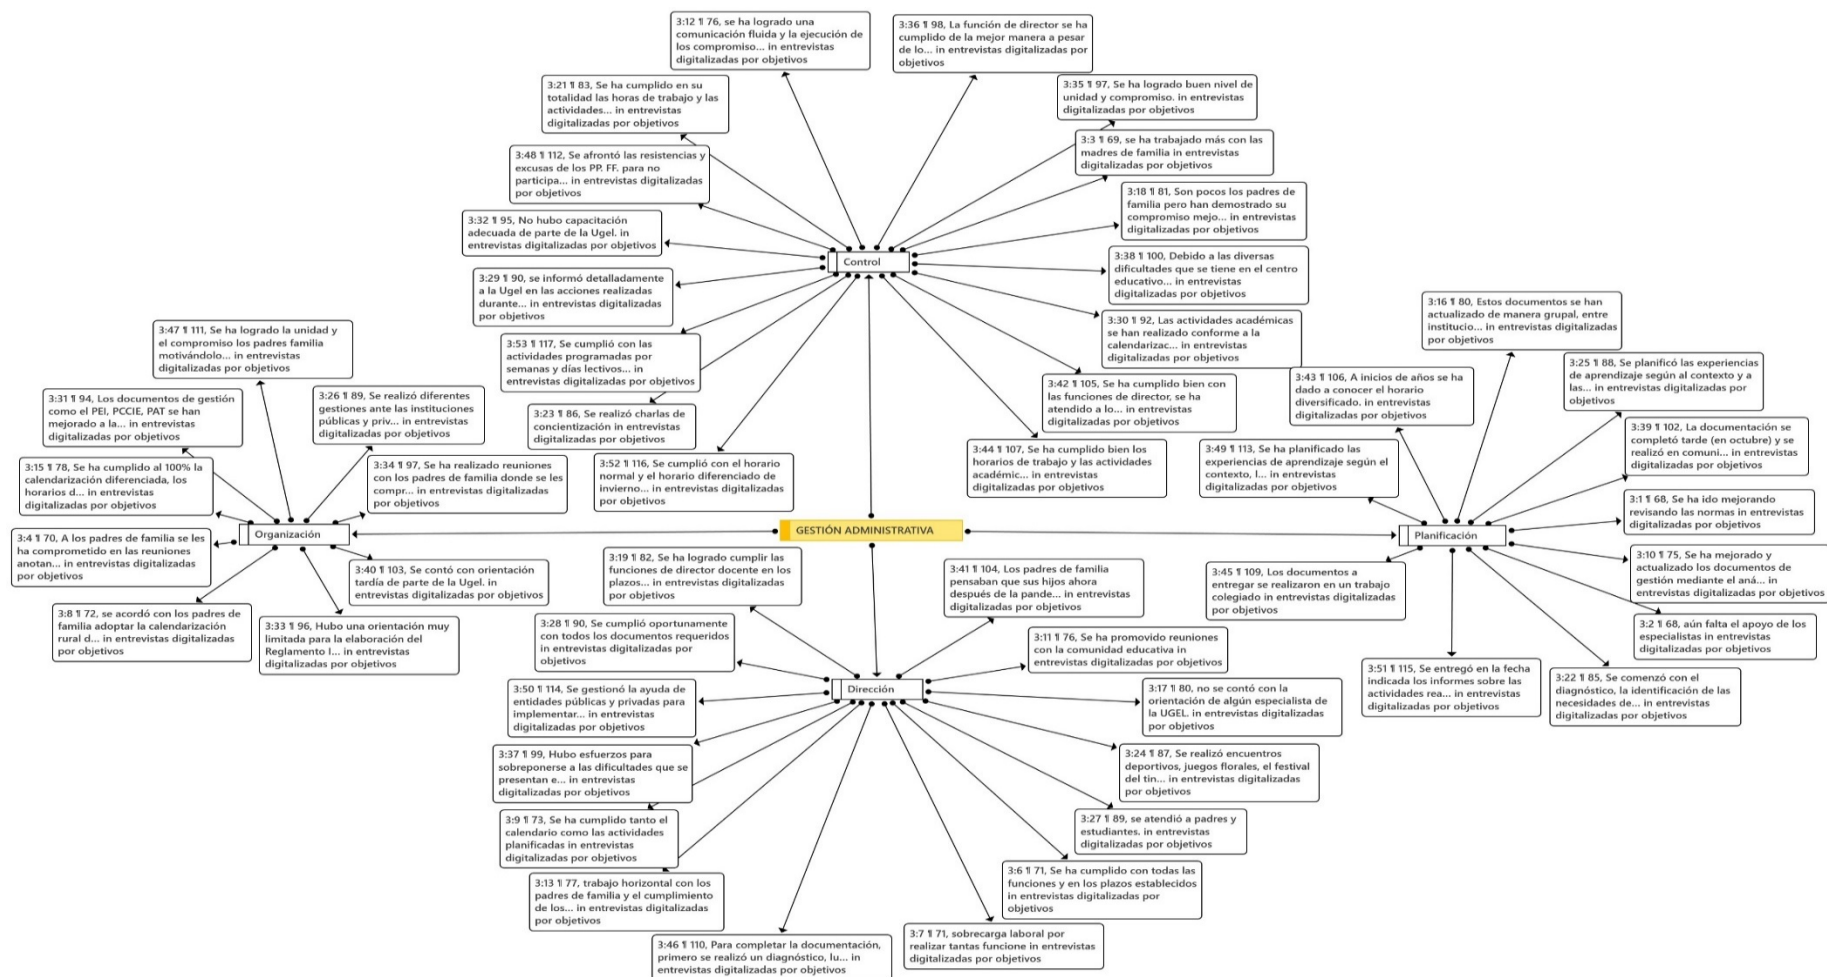 3:12 ¶ 76, se ha logrado una
comunicación fluida y la ejecución de
los compromiso... in entrevistas
digitalizadas por objetivos
3:36 ¶ 98, La función de director se ha
cumplido de la mejor manera a pesar
de lo... in entrevistas digitalizadas por
objetivos
3:21 ¶ 83, Se ha cumplido en su
totalidad las horas de trabajo y las
actividades... in entrevistas
digitalizadas por objetivos
3:35 ¶ 97, Se ha logrado buen nivel de
unidad y compromiso. in entrevistas
digitalizadas por objetivos
3:48 ¶ 112, Se afrontó las resistencias y
excusas de los PP. FF. para no
participa... in entrevistas digitalizadas
por objetivos
3:3 ¶ 69, se ha trabajado más con las
madres de familia in entrevistas
digitalizadas por objetivos
3:18 ¶ 81, Son pocos los padres de
familia pero han demostrado su
compromiso mejo... in entrevistas
digitalizadas por objetivos
3:32 ¶ 95, No hubo capacitación
adecuada de parte de la Ugel. in
entrevistas digitalizadas por objetivos
Control
3:38 ¶ 100, Debido a las diversas
dificultades que se tiene en el centro
educativo... in entrevistas
digitalizadas por objetivos
3:29 ¶ 90, se informó detalladamente
a la Ugel en las acciones realizadas
durante... in entrevistas digitalizadas
por objetivos
3:30 ¶ 92, Las actividades académicas
se han realizado conforme a la
calendarizac... in entrevistas
digitalizadas por objetivos
3:53 ¶ 117, Se cumplió con las
actividades programadas por
semanas y días lectivos... in
entrevistas digitalizadas por objetivos
3:42 ¶ 105, Se ha cumplido bien con
las funciones de director, se ha
atendido a lo... in entrevistas
digitalizadas por objetivos
3:23 ¶ 86, Se realizó charlas de
concientización in entrevistas
digitalizadas por objetivos
3:52 ¶ 116, Se cumplió con el horario
normal y el horario diferenciado de
invierno... in entrevistas digitalizadas
por objetivos
3:44 ¶ 107, Se ha cumplido bien los
horarios de trabajo y las actividades
académic... in entrevistas
digitalizadas por objetivos
3:47 ¶ 111, Se ha logrado la unidad y
el compromiso los padres familia
motivándolo... in entrevistas
digitalizadas por objetivos
3:31 ¶ 94, Los documentos de gestión
como el PEI, PCCIE, PAT se han
mejorado a la... in entrevistas
digitalizadas por objetivos
3:26 ¶ 89, Se realizó diferentes
gestiones ante las instituciones
públicas y priv... in entrevistas
digitalizadas por objetivos
3:15 ¶ 78, Se ha cumplido al 100% la
calendarización diferenciada, los
horarios d... in entrevistas
digitalizadas por objetivos
3:34 ¶ 97, Se ha realizado reuniones
con los padres de familia donde se les
compr... in entrevistas digitalizadas
por objetivos
Organización
3:4 ¶ 70, A los padres de familia se les
ha comprometido en las reuniones
anotan... in entrevistas digitalizadas
por objetivos
3:40 ¶ 103, Se contó con orientación
tardía de parte de la Ugel. in
entrevistas digitalizadas por objetivos
3:8 ¶ 72, se acordó con los padres de
familia adoptar la calendarización
rural d... in entrevistas digitalizadas
por objetivos
3:33 ¶ 96, Hubo una orientación muy
limitada para la elaboración del
Reglamento I... in entrevistas
digitalizadas por objetivos
GESTIÓN ADMINISTRATIVA
3:16 ¶ 80, Estos documentos se han
actualizado de manera grupal, entre
institucio... in entrevistas digitalizadas
por objetivos
3:25 ¶ 88, Se planificó las experiencias
de aprendizaje según al contexto y a
las... in entrevistas digitalizadas por
objetivos
3:43 ¶ 106, A inicios de años se ha
dado a conocer el horario
diversificado. in entrevistas
digitalizadas por objetivos
3:39 ¶ 102, La documentación se
completó tarde (en octubre) y se
realizó en comuni... in entrevistas
digitalizadas por objetivos
3:49 ¶ 113, Se ha planificado las
experiencias de aprendizaje según el
contexto, l... in entrevistas
digitalizadas por objetivos
3:1 ¶ 68, Se ha ido mejorando
revisando las normas in entrevistas
digitalizadas por objetivos
Planificación
3:10 ¶ 75, Se ha mejorado y
actualizado los documentos de
gestión mediante el aná... in
entrevistas digitalizadas por objetivos
3:45 ¶ 109, Los documentos a
entregar se realizaron en un trabajo
colegiado in entrevistas digitalizadas
por objetivos
3:2 ¶ 68, aún falta el apoyo de los
especialistas in entrevistas
digitalizadas por objetivos
3:51 ¶ 115, Se entregó en la fecha
indicada los informes sobre las
actividades rea... in entrevistas
digitalizadas por objetivos
3:22 ¶ 85, Se comenzó con el
diagnóstico, la identificación de las
necesidades de... in entrevistas
digitalizadas por objetivos
3:19 ¶ 82, Se ha logrado cumplir las
funciones de director docente en los
plazos... in entrevistas digitalizadas
por objetivos
3:41 ¶ 104, Los padres de familia
pensaban que sus hijos ahora
después de la pande... in entrevistas
digitalizadas por objetivos
3:28 ¶ 90, Se cumplió oportunamente
con todos los documentos requeridos
in entrevistas digitalizadas por
objetivos
3:11 ¶ 76, Se ha promovido reuniones
con la comunidad educativa in
entrevistas digitalizadas por objetivos
Dirección
3:50 ¶ 114, Se gestionó la ayuda de
entidades públicas y privadas para
implementar... in entrevistas
digitalizadas por objetivos
3:17 ¶ 80, no se contó con la
orientación de algún especialista de
la UGEL. in entrevistas digitalizadas
por objetivos
3:37 ¶ 99, Hubo esfuerzos para
sobreponerse a las dificultades que se
presentan e... in entrevistas
digitalizadas por objetivos
3:24 ¶ 87, Se realizó encuentros
deportivos, juegos florales, el festival
del tin... in entrevistas digitalizadas
por objetivos
3:9 ¶ 73, Se ha cumplido tanto el
calendario como las actividades
planificadas in entrevistas
digitalizadas por objetivos
3:27 ¶ 89, se atendió a padres y
estudiantes. in entrevistas
digitalizadas por objetivos
3:13 ¶ 77, trabajo horizontal con los
padres de familia y el cumplimiento
de los... in entrevistas digitalizadas
por objetivos
3:6 ¶ 71, Se ha cumplido con todas las
funciones y en los plazos establecidos
in entrevistas digitalizadas por
objetivos
3:46 ¶ 110, Para completar la documentación,
primero se realizó un diagnóstico, lu... in
entrevistas digitalizadas por objetivos
3:7 ¶ 71, sobrecarga laboral por
realizar tantas funcione in entrevistas
digitalizadas por objetivos